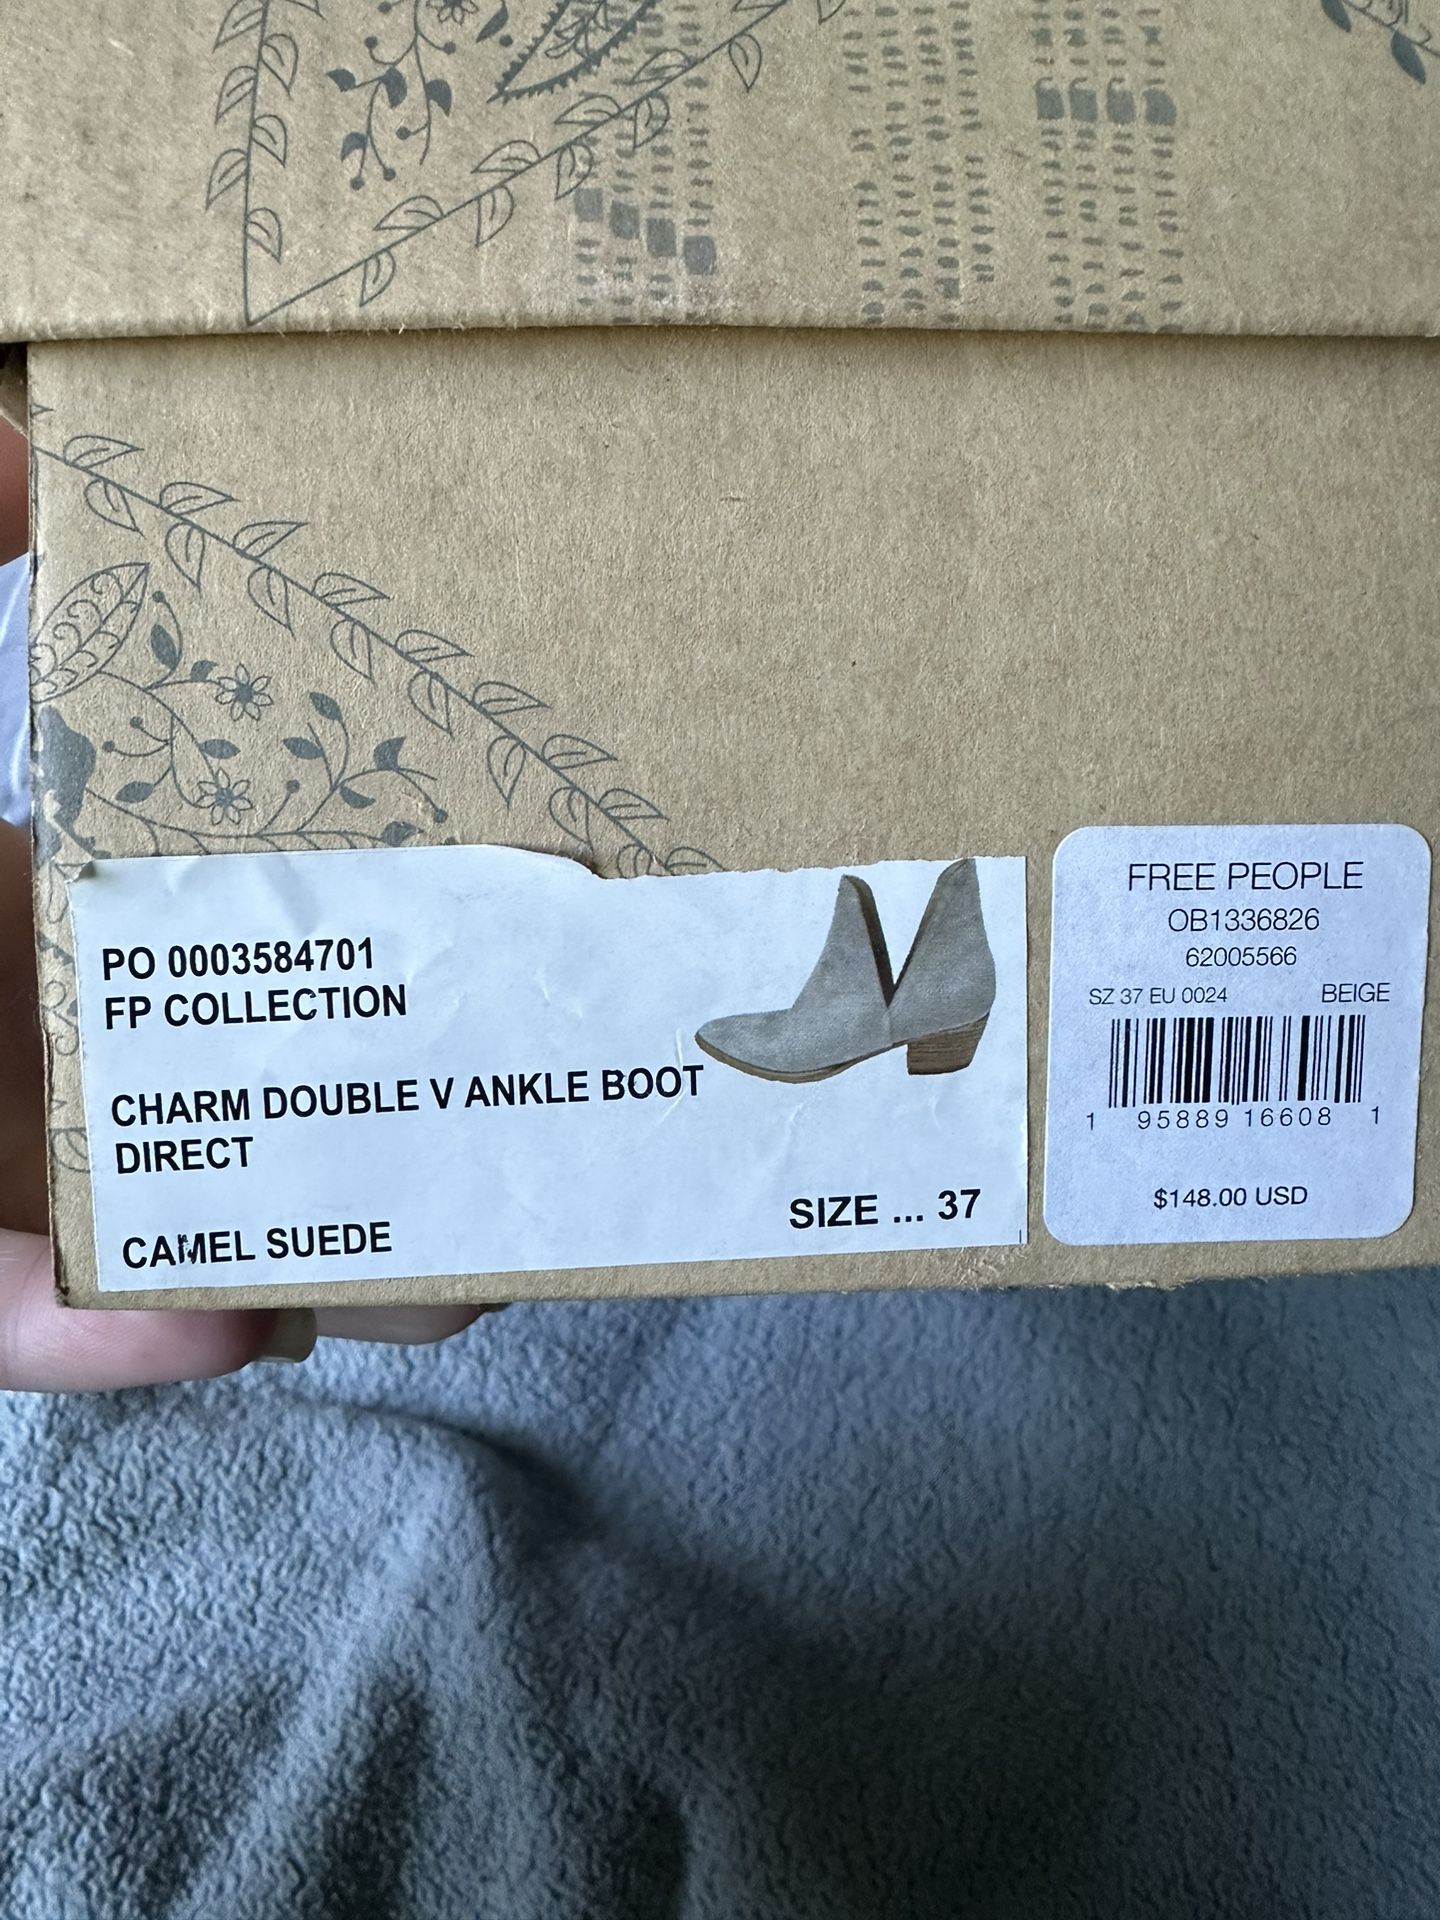 PO 0003584701
FP COLLECTION
CHARM DOUBLE V ANKLE BOOT
DIRECT
CAMEL SUEDE
SIZE ... 37
FREE PEOPLE
OB1336826
62005566
SZ 37 EU 0024 BEIGE
1 95889 16608 1
$148.00 USD